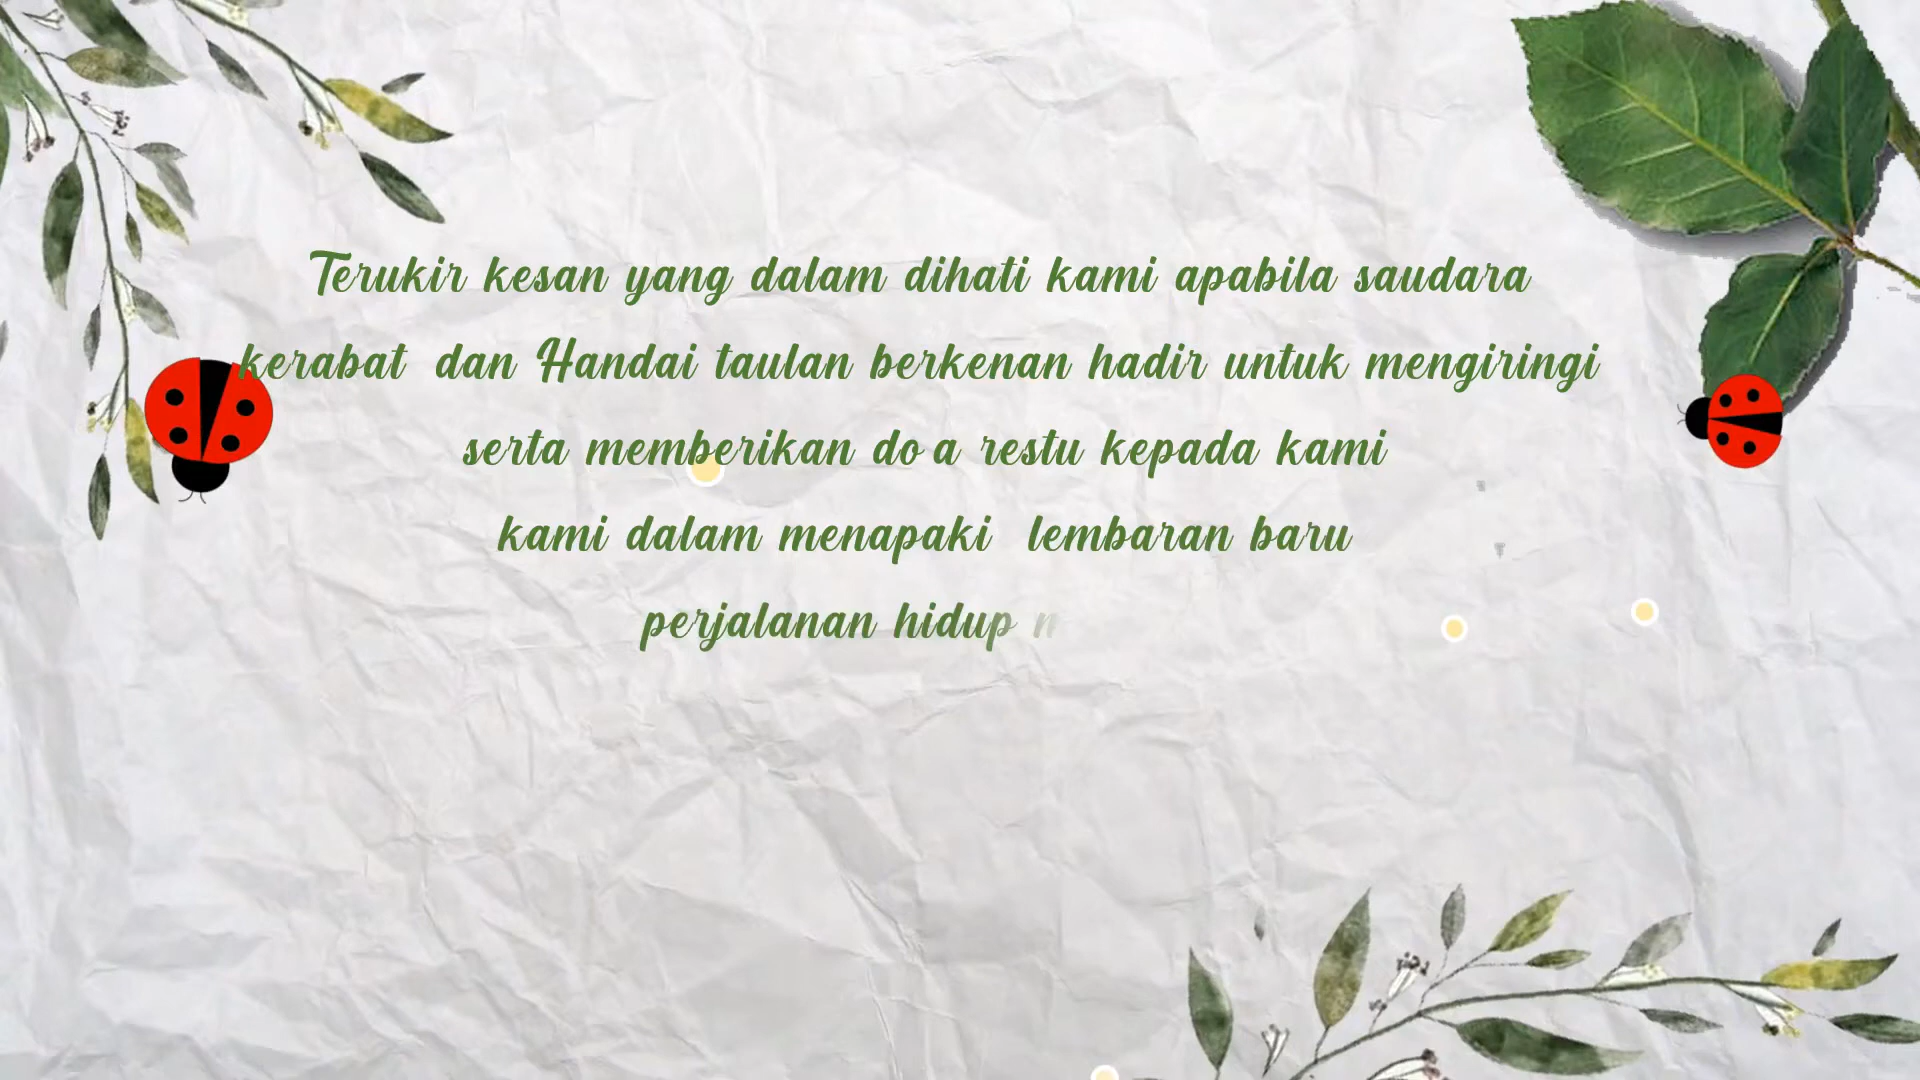 Terukir kesan yang dalam dihati kami apabila saudara
kerabat dan Handai taulan berkenan hadir untuk mengiringi
serta memberikan do a restu kepada kami
kami dalam menapaki lembaran baru
perjalanan hidup m